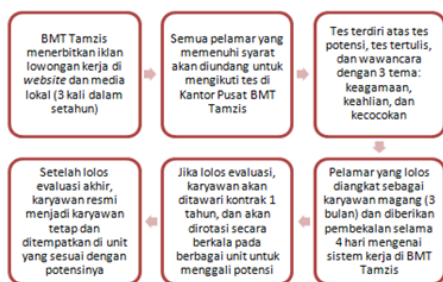 BMT Tamzis
menerbitkan iklan
lowongan kerja di
website dan media
lokal (3 kali dalam
setahun)
Semua pelamar yang
memenuhi syarat
akan diundang untuk
mengikuti tes di
Kantor Pusat BMT
Tamzis
Tes terdiri atas tes
potensi, tes tertulis,
dan wawancara
dengan 3 tema:
keagamaan,
keahlian, dan
kecocokan
Pelamar yang lolos
diangkat sebagai
karyawan magang (3
bulan) dan diberikan
pembekalan selama
4 hari mengenai
sistem kerja di BMT
Tamzis
Jika lolos evaluasi,
karyawan akan
ditawari kontrak 1
tahun, dan akan
dirotasi secara
berkala pada
berbagai unit untuk
menggali potensi
Setelah lolos
evaluasi akhir,
karyawan resmi
menjadi karyawan
tetap dan
ditempatkan di unit
yang sesuai dengan
potensinya